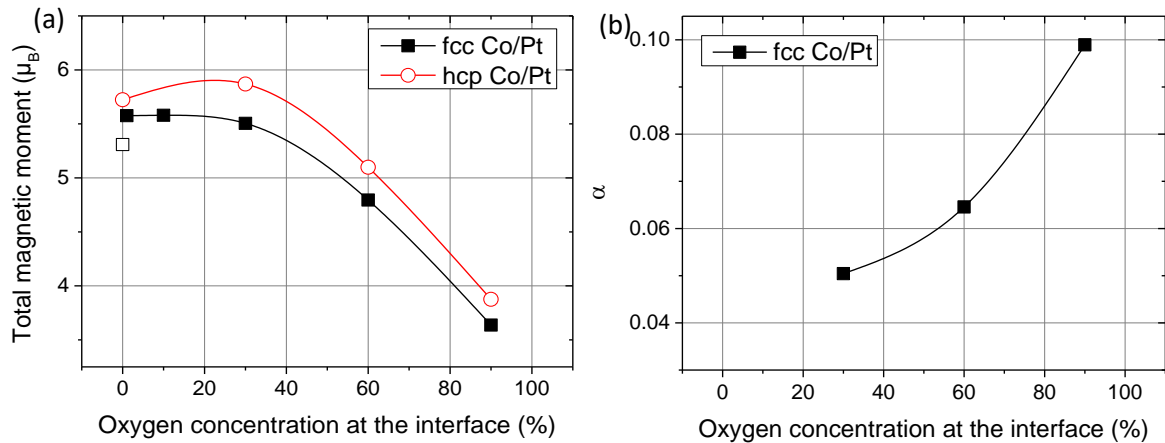 (a)
fcc Co/Pt
hcp Co/Pt
Total magnetic moment (μB)
6
5
4
0 20 40 60 80 100
Oxygen concentration at the interface (%)
(b)
fcc Co/Pt
α
0.10
0.08
0.06
0.04
0 20 40 60 80 100
Oxygen concentration at the interface (%)